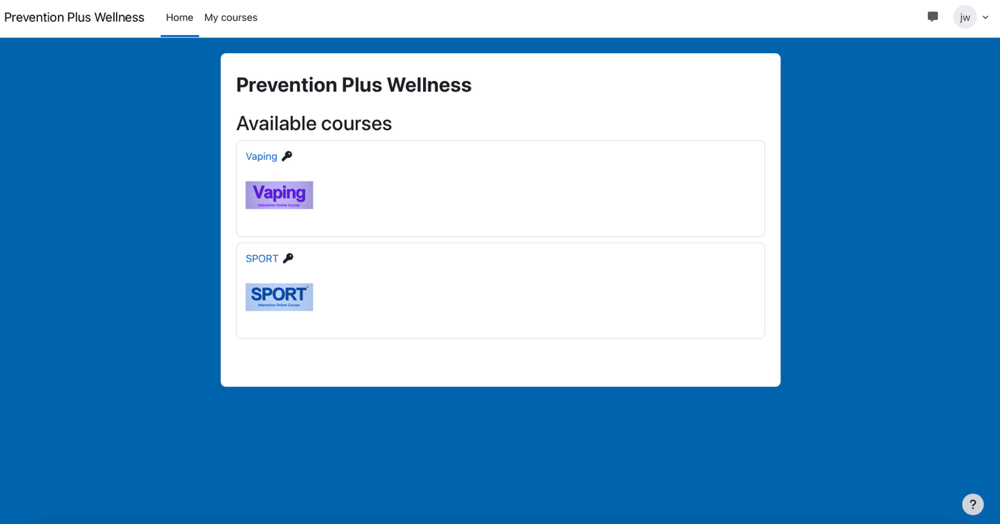 Prevention Plus Wellness
Home
My courses
jw
Prevention Plus Wellness
Available courses
Vaping
Vaping
Interactive Online Course
SPORT
SPORT®
Interactive Online Course
?